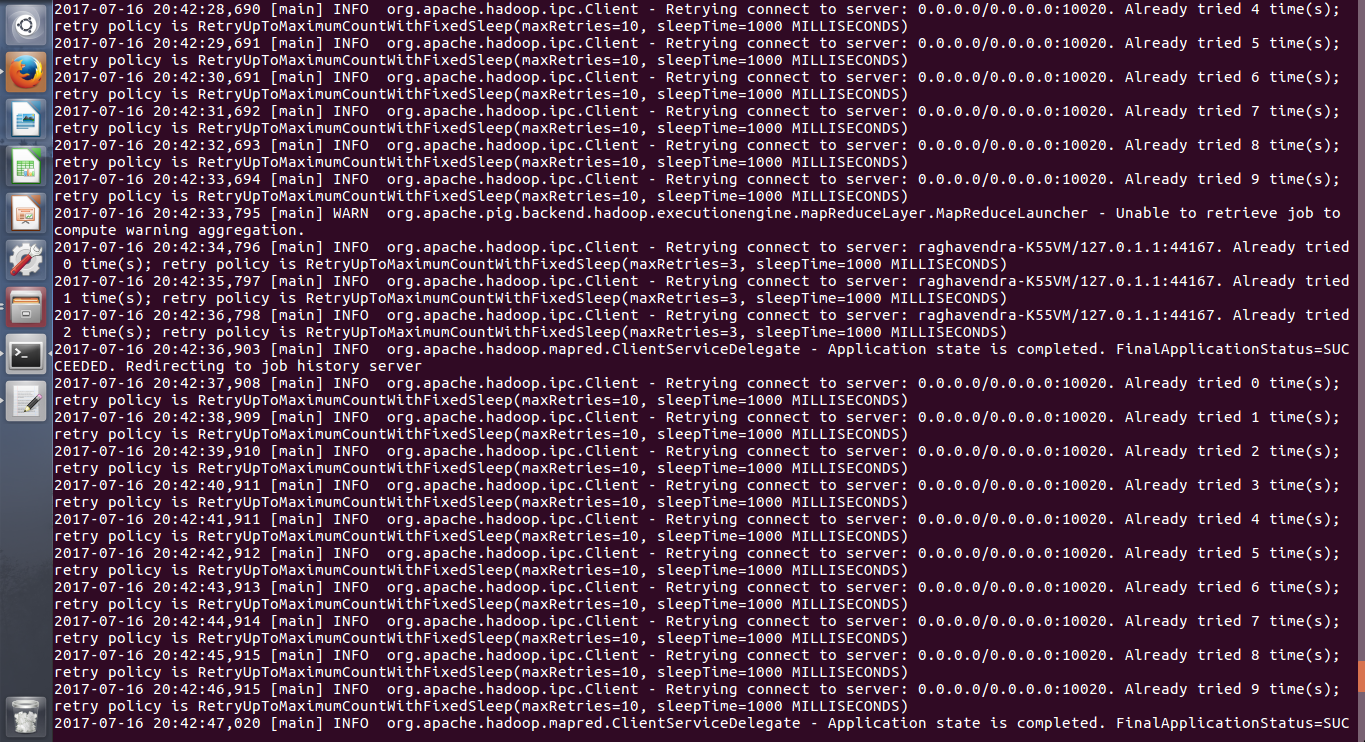 2017-07-16 20:42:28,690 [main] INFO  org.apache.hadoop.ipc.Client - Retrying connect to server: 0.0.0.0/0.0.0.0:10020. Already tried 4 time(s);
retry policy is RetryUpToMaximumCountWithFixedSleep(maxRetries=10, sleepTime=1000 MILLISECONDS)
2017-07-16 20:42:29,691 [main] INFO  org.apache.hadoop.ipc.Client - Retrying connect to server: 0.0.0.0/0.0.0.0:10020. Already tried 5 time(s);
retry policy is RetryUpToMaximumCountWithFixedSleep(maxRetries=10, sleepTime=1000 MILLISECONDS)
2017-07-16 20:42:30,691 [main] INFO  org.apache.hadoop.ipc.Client - Retrying connect to server: 0.0.0.0/0.0.0.0:10020. Already tried 6 time(s);
retry policy is RetryUpToMaximumCountWithFixedSleep(maxRetries=10, sleepTime=1000 MILLISECONDS)
2017-07-16 20:42:31,692 [main] INFO  org.apache.hadoop.ipc.Client - Retrying connect to server: 0.0.0.0/0.0.0.0:10020. Already tried 7 time(s);
retry policy is RetryUpToMaximumCountWithFixedSleep(maxRetries=10, sleepTime=1000 MILLISECONDS)
2017-07-16 20:42:32,693 [main] INFO  org.apache.hadoop.ipc.Client - Retrying connect to server: 0.0.0.0/0.0.0.0:10020. Already tried 8 time(s);
retry policy is RetryUpToMaximumCountWithFixedSleep(maxRetries=10, sleepTime=1000 MILLISECONDS)
2017-07-16 20:42:33,694 [main] INFO  org.apache.hadoop.ipc.Client - Retrying connect to server: 0.0.0.0/0.0.0.0:10020. Already tried 9 time(s);
retry policy is RetryUpToMaximumCountWithFixedSleep(maxRetries=10, sleepTime=1000 MILLISECONDS)
2017-07-16 20:42:33,795 [main] WARN  org.apache.pig.backend.hadoop.executionengine.mapReduceLayer.MapReduceLauncher - Unable to retrieve job to
compute warning aggregation.
2017-07-16 20:42:34,796 [main] INFO  org.apache.hadoop.ipc.Client - Retrying connect to server: raghavendra-K55VM/127.0.1.1:44167. Already tried
0 time(s); retry policy is RetryUpToMaximumCountWithFixedSleep(maxRetries=3, sleepTime=1000 MILLISECONDS)
2017-07-16 20:42:35,797 [main] INFO  org.apache.hadoop.ipc.Client - Retrying connect to server: raghavendra-K55VM/127.0.1.1:44167. Already tried
1 time(s); retry policy is RetryUpToMaximumCountWithFixedSleep(maxRetries=3, sleepTime=1000 MILLISECONDS)
2017-07-16 20:42:36,798 [main] INFO  org.apache.hadoop.ipc.Client - Retrying connect to server: raghavendra-K55VM/127.0.1.1:44167. Already tried
2 time(s); retry policy is RetryUpToMaximumCountWithFixedSleep(maxRetries=3, sleepTime=1000 MILLISECONDS)
2017-07-16 20:42:36,903 [main] INFO  org.apache.hadoop.mapred.ClientServiceDelegate - Application state is completed. FinalApplicationStatus=SUC
CEEDED. Redirecting to job history server
2017-07-16 20:42:37,908 [main] INFO  org.apache.hadoop.ipc.Client - Retrying connect to server: 0.0.0.0/0.0.0.0:10020. Already tried 0 time(s);
retry policy is RetryUpToMaximumCountWithFixedSleep(maxRetries=10, sleepTime=1000 MILLISECONDS)
2017-07-16 20:42:38,909 [main] INFO  org.apache.hadoop.ipc.Client - Retrying connect to server: 0.0.0.0/0.0.0.0:10020. Already tried 1 time(s);
retry policy is RetryUpToMaximumCountWithFixedSleep(maxRetries=10, sleepTime=1000 MILLISECONDS)
2017-07-16 20:42:39,910 [main] INFO  org.apache.hadoop.ipc.Client - Retrying connect to server: 0.0.0.0/0.0.0.0:10020. Already tried 2 time(s);
retry policy is RetryUpToMaximumCountWithFixedSleep(maxRetries=10, sleepTime=1000 MILLISECONDS)
2017-07-16 20:42:40,911 [main] INFO  org.apache.hadoop.ipc.Client - Retrying connect to server: 0.0.0.0/0.0.0.0:10020. Already tried 3 time(s);
retry policy is RetryUpToMaximumCountWithFixedSleep(maxRetries=10, sleepTime=1000 MILLISECONDS)
2017-07-16 20:42:41,911 [main] INFO  org.apache.hadoop.ipc.Client - Retrying connect to server: 0.0.0.0/0.0.0.0:10020. Already tried 4 time(s);
retry policy is RetryUpToMaximumCountWithFixedSleep(maxRetries=10, sleepTime=1000 MILLISECONDS)
2017-07-16 20:42:42,912 [main] INFO  org.apache.hadoop.ipc.Client - Retrying connect to server: 0.0.0.0/0.0.0.0:10020. Already tried 5 time(s);
retry policy is RetryUpToMaximumCountWithFixedSleep(maxRetries=10, sleepTime=1000 MILLISECONDS)
2017-07-16 20:42:43,913 [main] INFO  org.apache.hadoop.ipc.Client - Retrying connect to server: 0.0.0.0/0.0.0.0:10020. Already tried 6 time(s);
retry policy is RetryUpToMaximumCountWithFixedSleep(maxRetries=10, sleepTime=1000 MILLISECONDS)
2017-07-16 20:42:44,914 [main] INFO  org.apache.hadoop.ipc.Client - Retrying connect to server: 0.0.0.0/0.0.0.0:10020. Already tried 7 time(s);
retry policy is RetryUpToMaximumCountWithFixedSleep(maxRetries=10, sleepTime=1000 MILLISECONDS)
2017-07-16 20:42:45,915 [main] INFO  org.apache.hadoop.ipc.Client - Retrying connect to server: 0.0.0.0/0.0.0.0:10020. Already tried 8 time(s);
retry policy is RetryUpToMaximumCountWithFixedSleep(maxRetries=10, sleepTime=1000 MILLISECONDS)
2017-07-16 20:42:46,915 [main] INFO  org.apache.hadoop.ipc.Client - Retrying connect to server: 0.0.0.0/0.0.0.0:10020. Already tried 9 time(s);
retry policy is RetryUpToMaximumCountWithFixedSleep(maxRetries=10, sleepTime=1000 MILLISECONDS)
2017-07-16 20:42:47,020 [main] INFO  org.apache.hadoop.mapred.ClientServiceDelegate - Application state is completed. FinalApplicationStatus=SUC